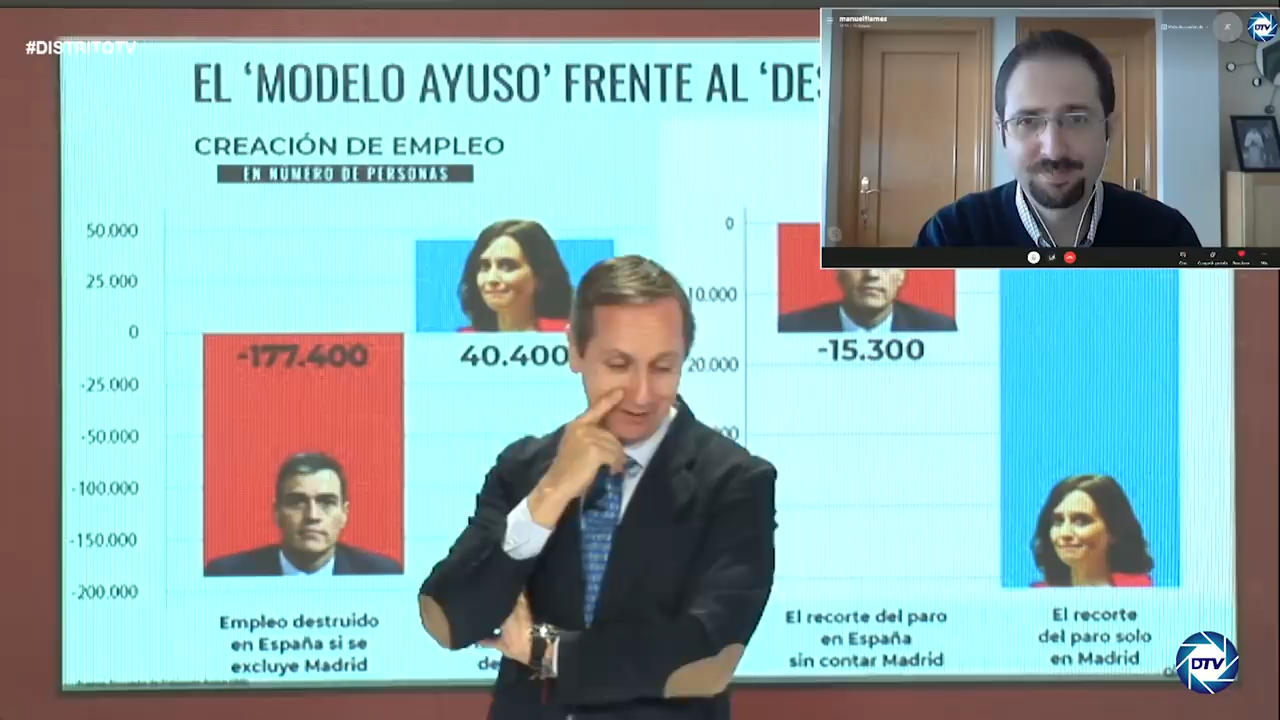 #DISTRITOTV
EL ‘MODELO AYUSO’ FRENTE AL ‘DES
CREACIÓN DE EMPLEO
EN NÚMERO DE PERSONAS
50.000
25.000
0
-25.000
-50.000
-100.000
-150.000
-200.000
-177.400
40.400
Empleo destruido
en España si se
excluye Madrid
de
0
10.000
20.000
-15.300
El recorte del paro
en España
sin contar Madrid
El recorte
del paro solo
en Madrid
manuelflames
DTV
DTV